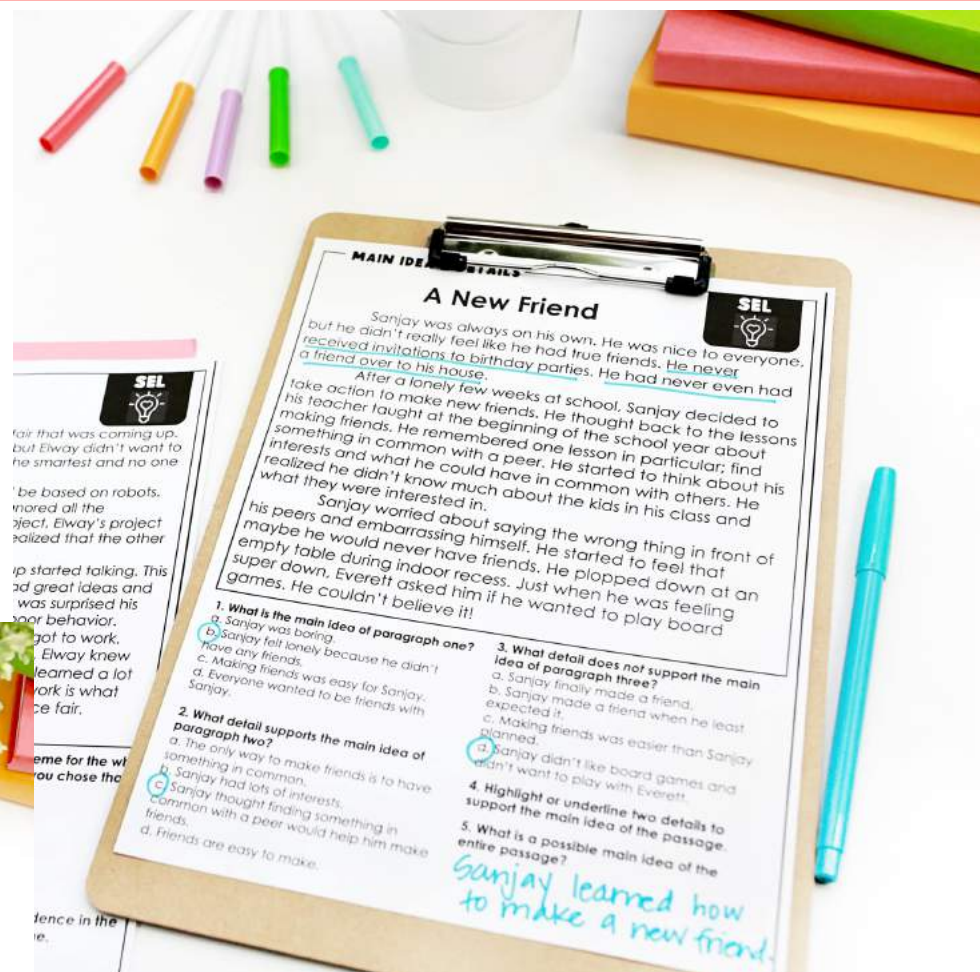 MAIN IDE
DETAILS
SEL
A New Friend
Sanjay was always on his own. He was nice to everyone,
but he didn't really feel like he had true friends. He never
received invitations to birthday parties. He had never even had
a friend over to his house.
After a lonely few weeks at school, Sanjay decided to
take action to make new friends. He thought back to the lessons
his teacher taught at the beginning of the school year about
making friends. He remembered one lesson in particular; find
something in common with a peer. He started to think about his
interests and what he could have in common with others. He
realized he didn't know much about the kids in his class and
what they were interested in.
Sanjay worried about saying the wrong thing in front of
his peers and embarrassing himself. He started to feel that
maybe he would never have friends. He plopped down at an
empty table during indoor recess. Just when he was feeling
super down, Everett asked him if he wanted to play board
games. He couldn't believe it!
1. What is the main idea of paragraph one?
a. Sanjay was boring.
b. Sanjay felt lonely because he didn't
have any friends.
c. Making friends was easy for Sanjay.
d. Everyone wanted to be friends with
Sanjay.
2. What detail supports the main idea of
paragraph two?
a. The only way to make friends is to have
something in common.
b. Sanjay had lots of interests.
c. Sanjay thought finding something in
common with a peer would help him make
friends.
d. Friends are easy to make.
3. What detail does not support the main
idea of paragraph three?
a. Sanjay finally made a friend.
b. Sanjay made a friend when he least
expected it.
c. Making friends was easier than Sanjay
planned.
d. Sanjay didn't like board games and
didn't want to play with Everett.
4. Highlight or underline two details to
support the main idea of the passage.
5. What is a possible main idea of the
entire passage?
Sanjay learned how
to make a new friend.
SEL
fair that was coming up.
but Elway didn't want to
he smartest and no one
be based on robots.
nored all the
oject. Elway's project
ealized that the other
up started talking. This
ad great ideas and
was surprised his
oor behavior.
got to work.
Elway knew
learned a lot
work is what
ce fair.
eme for the wh
you chose tha
dence in the
e.